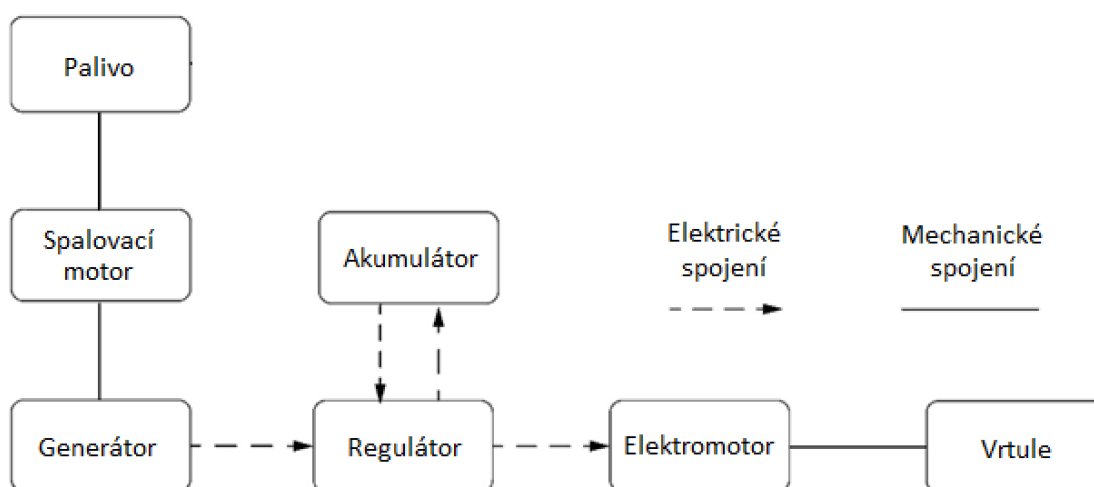 Palivo
Spalovací
motor
Akumulátor
Elektrické
spojení
Mechanické
spojení
Generátor
Regulátor
Elektromotor
Vrtule